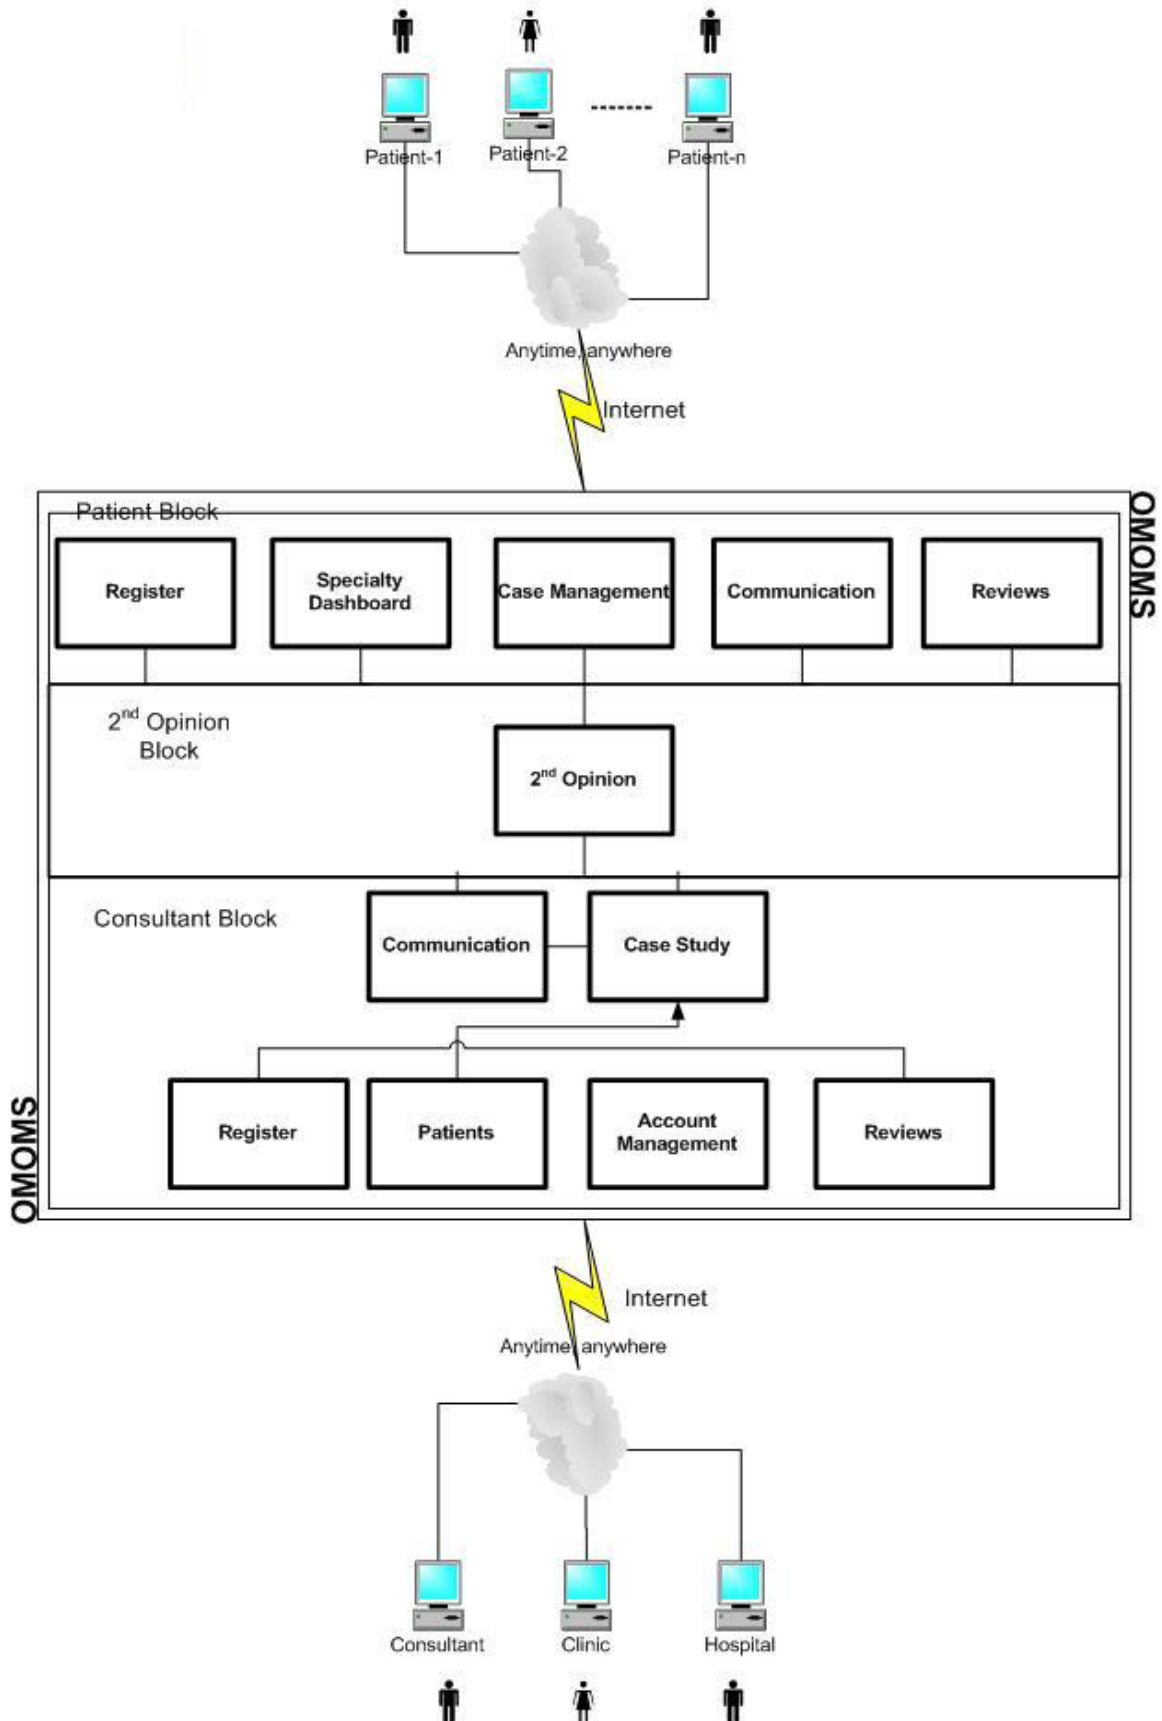 Patient-1
Patient-2
Patient-n
Anytime, anywhere
Internet
OMOMS
Patient Block
Register
Specialty
Dashboard
Case Management
Communication
Reviews
2nd Opinion
Block
2nd Opinion
Consultant Block
Communication
Case Study
Register
Patients
Account
Management
Reviews
OMOMS
Internet
Anytime, anywhere
Consultant
Clinic
Hospital